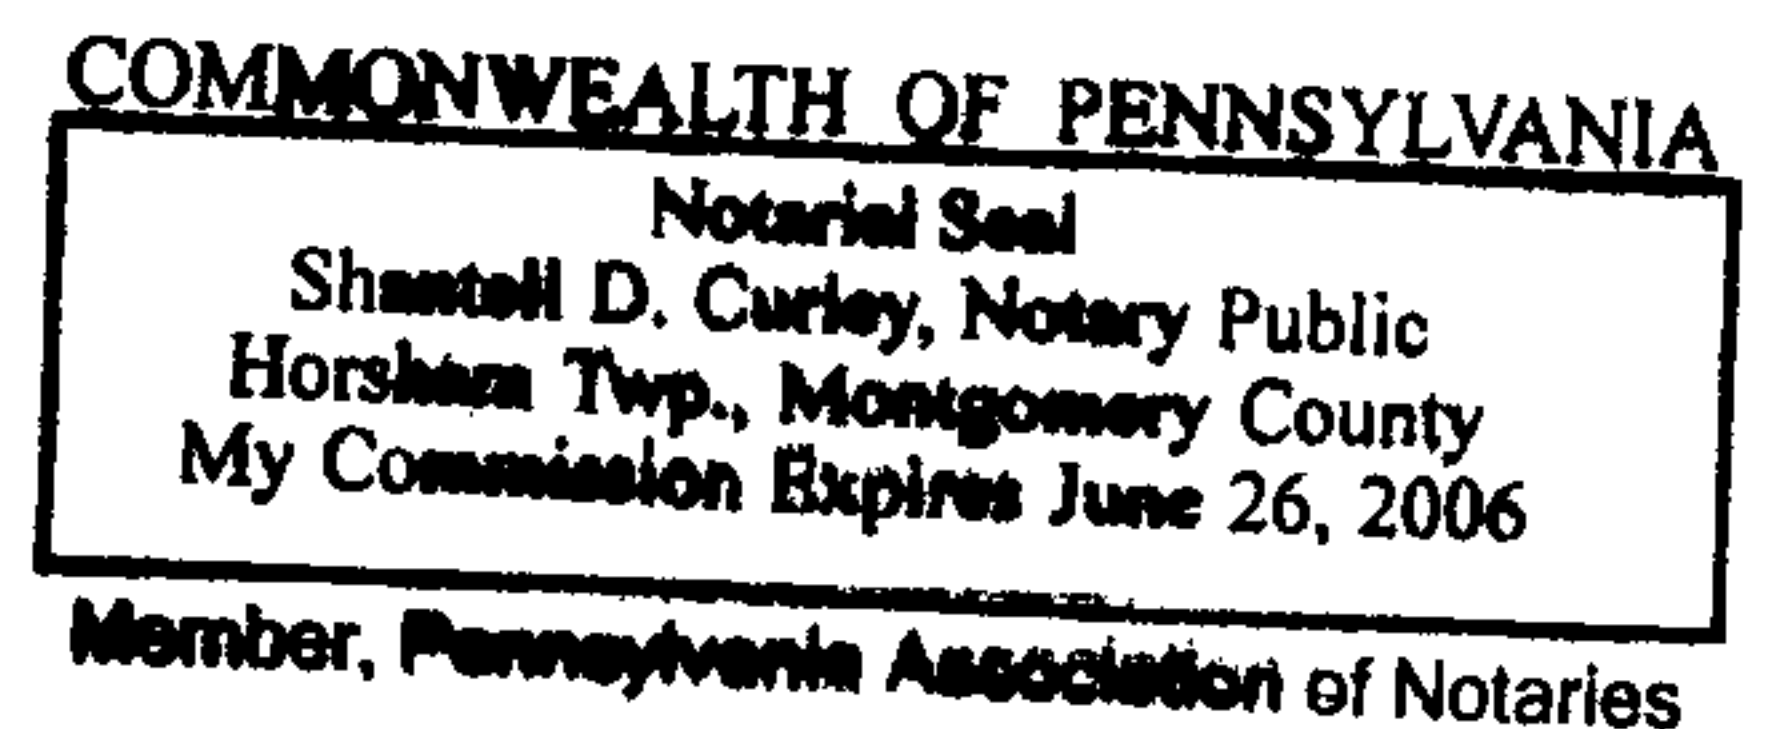 COMMONWEALTH OF PENNSYLVANIA
Notarial Seal
Shantell D. Curley, Notary Public
Horsham Twp., Montgomery County
My Commission Expires June 26, 2006
Member, Pennsylvania Association of Notaries